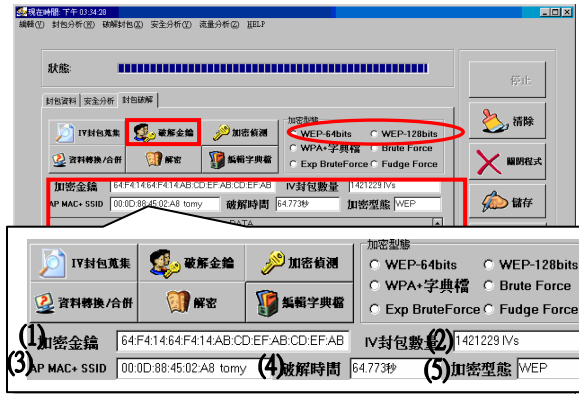 現在時間: 下午 03:34:28
編輯(Y) 封包分析(W) 破解封包(X) 安全分析(Y) 流量分析(Z) HELP
狀態:
停止
封包資料 安全分析 封包破解
IV封包蒐集 破解金鑰 加密偵測
加密型態
WEP-64bits WEP-128bits
清除
WPA+字典檔 Brute Force
資料轉換/合併 解密 編輯字典檔
Exp BruteForce Fudge Force
關閉程式
加密金鑰 64:F4:14:64:F4:14:AB:CD:EF:AB:CD:EF:AB IV封包數量 1421229 IVs
AP MAC+ SSID 00:0D:88:45:02:A8 tomy 破解時間 64.773秒 加密型態 WEP
儲存
DATA
IV封包蒐集 破解金鑰 加密偵測
加密型態
WEP-64bits WEP-128bits
WPA+字典檔 Brute Force
資料轉換/合併 解密 編輯字典檔
Exp BruteForce Fudge Force
(1)加密金鑰 64:F4:14:64:F4:14:AB:CD:EF:AB:CD:EF:AB IV封包數量(2) 1421229 IVs
(3)AP MAC+ SSID 00:0D:88:45:02:A8 tomy (4)破解時間 64.773秒 (5)加密型態 WEP